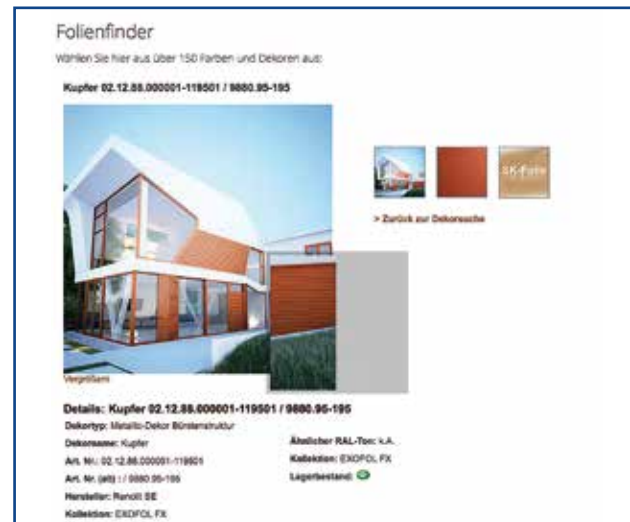 Folienfinder
Wählen Sie hier aus über 150 Farben und Dekoren aus:
Kupfer 02.12.88.000001-119501 / 9880.95-195
SK-Folie
> Zurück zur Dekorsuche
Vergrößern
Details: Kupfer 02.12.88.000001-119501 / 9880.95-195
Dekortyp: Metallic-Dekor Bürstenstruktur
Dekorname: Kupfer
Art. Nr.: 02.12.88.000001-119501
Art. Nr. (alt) : / 9880.95-195
Hersteller: Renolit SE
Kollektion: EXOFOL FX
Ähnlicher RAL-Ton: k.A.
Kollektion: EXOFOL FX
Lagerbestand: